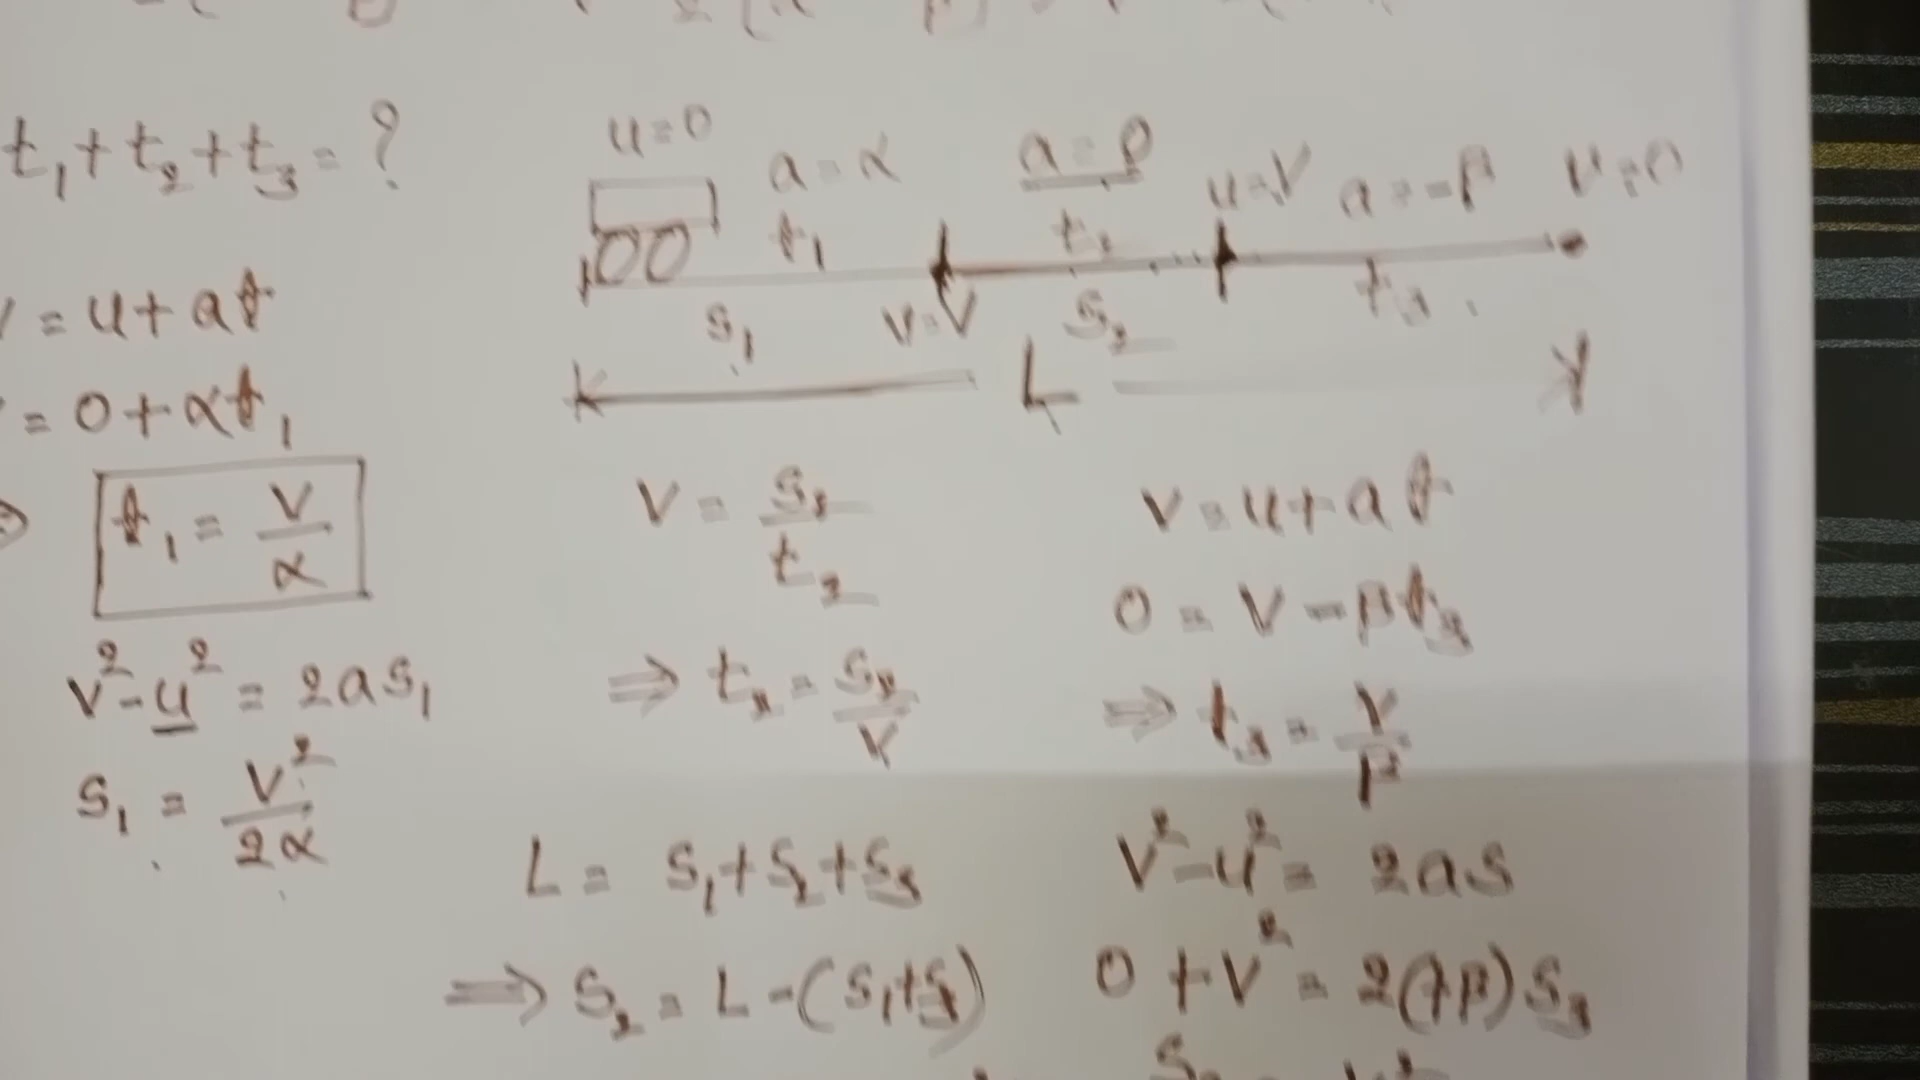 t₁+t₂+t₃=?
u=0
a=α
a=0
u=V
a=-β
V=0
t₁
t₂
t₃
S₁
V=V
S₂
L
V=u+at
=0+αt₁
t₁=V/α
V²-u²=2aS₁
S₁=V²/2α
V=S₂/t₂
⇒t₂=S₂/V
L=S₁+S₂+S₃
⇒S₂=L-(S₁+S₃)
V=u+at
0=V-βt₃
⇒t₃=V/β
V²-u²=2aS
0+V²=2(+β)S₃